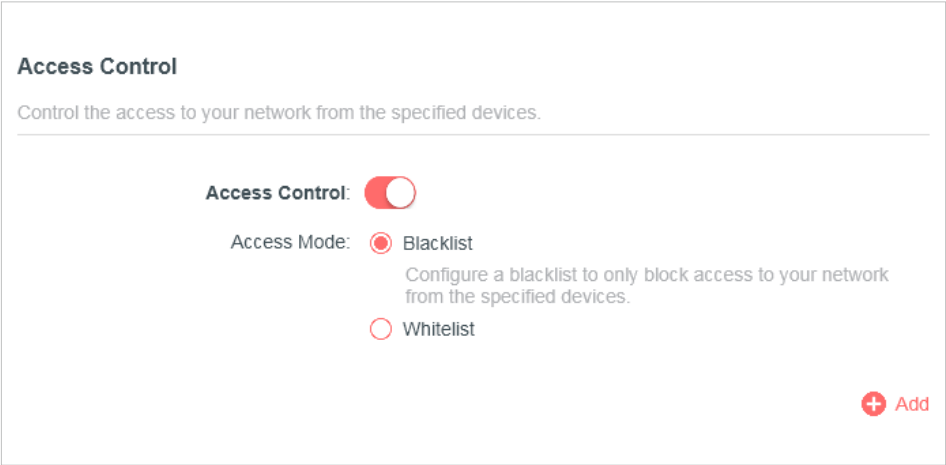 Access Control
Control the access to your network from the specified devices.
Access Control:
Access Mode: Blacklist
Configure a blacklist to only block access to your network
from the specified devices.
Whitelist
Add